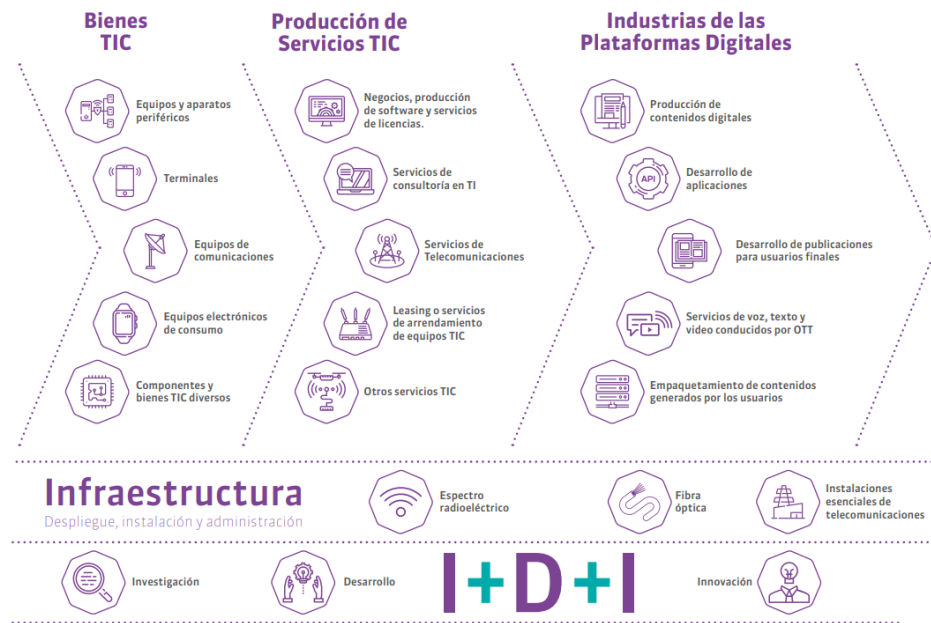 Bienes
TIC
Equipos y aparatos
periféricos
Terminales
Equipos de
comunicaciones
Equipos electrónicos
de consumo
Componentes y
bienes TIC diversos
Producción de
Servicios TIC
Negocios, producción
de software y servicios
de licencias.
Servicios de
consultoría en TI
Servicios de
Telecomunicaciones
Leasing o servicios
de arrendamiento
de equipos TIC
Otros servicios TIC
Industrias de las
Plataformas Digitales
Producción de
contenidos digitales
API
Desarrollo de
aplicaciones
Desarrollo de publicaciones
para usuarios finales
Servicios de voz, texto y
video conducidos por OTT
Empaquetamiento de contenidos
generados por los usuarios
Infraestructura
Despliegue, instalación y administración
Espectro
radioeléctrico
Fibra
óptica
Instalaciones
esenciales de
telecomunicaciones
Investigación
Desarrollo
I+D+I
Innovación